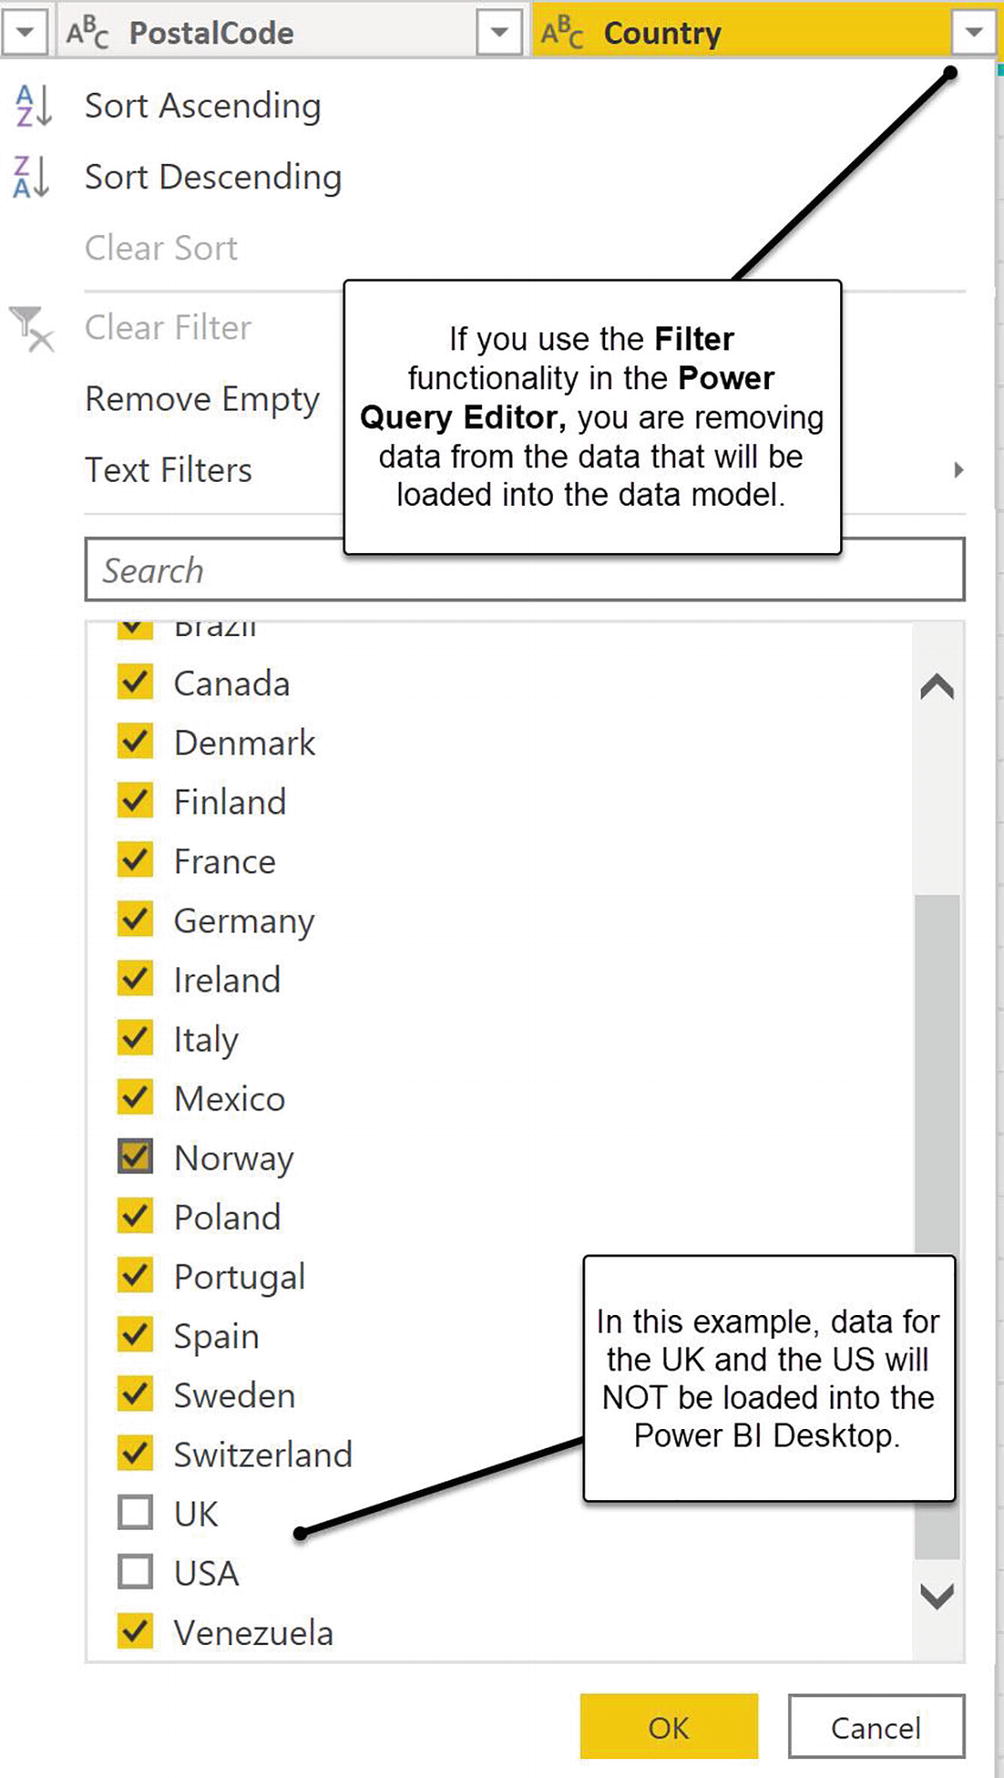 ABC PostalCode ABC Country
AZ Sort Ascending
ZA Sort Descending
Clear Sort
Clear Filter
Remove Empty
Text Filters
If you use the Filter
functionality in the Power
Query Editor, you are removing
data from the data that will be
loaded into the data model.
Search
Brazil
Canada
Denmark
Finland
France
Germany
Ireland
Italy
Mexico
Norway
Poland
Portugal
Spain
Sweden
Switzerland
UK
USA
Venezuela
In this example, data for
the UK and the US will
NOT be loaded into the
Power BI Desktop.
OK Cancel